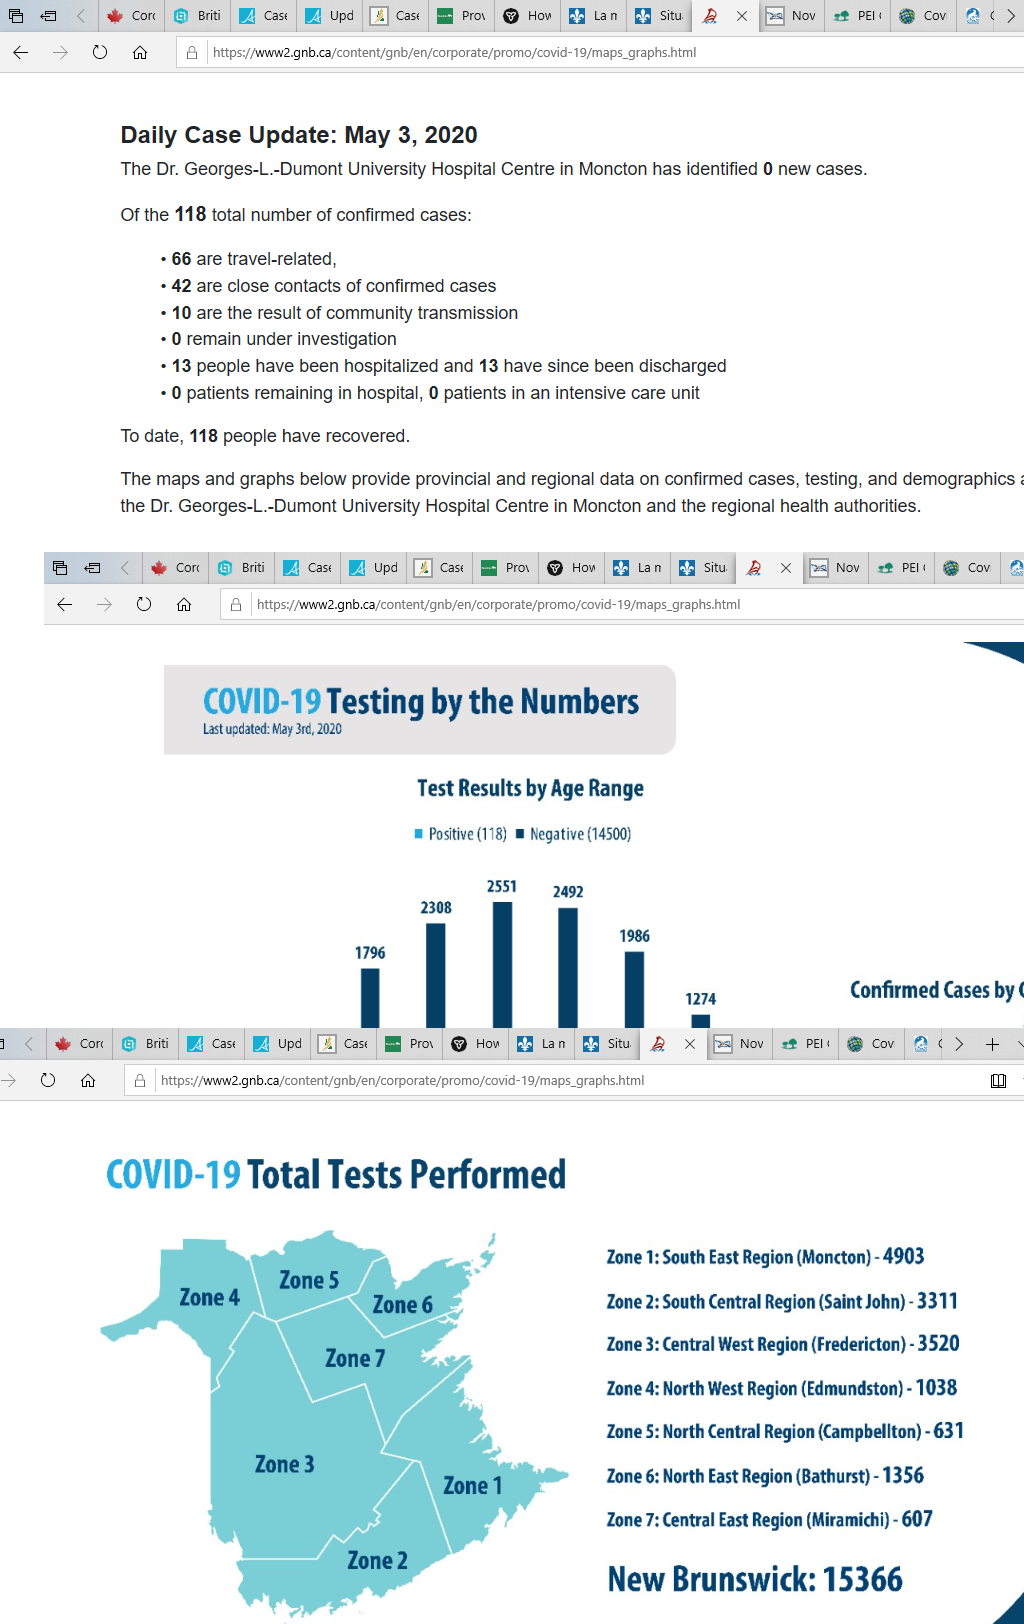 Corc
Briti
Case
Upd
Case
Prov
How
La m
Situ
Nov
PEI
Cov
https://www2.gnb.ca/content/gnb/en/corporate/promo/covid-19/maps_graphs.html
Daily Case Update: May 3, 2020
The Dr. Georges-L.-Dumont University Hospital Centre in Moncton has identified 0 new cases.
Of the 118 total number of confirmed cases:
• 66 are travel-related,
• 42 are close contacts of confirmed cases
• 10 are the result of community transmission
• 0 remain under investigation
• 13 people have been hospitalized and 13 have since been discharged
• 0 patients remaining in hospital, 0 patients in an intensive care unit
To date, 118 people have recovered.
The maps and graphs below provide provincial and regional data on confirmed cases, testing, and demographics
the Dr. Georges-L.-Dumont University Hospital Centre in Moncton and the regional health authorities.
Corc
Briti
Case
Upd
Case
Prov
How
La m
Situ
Nov
PEI
Cov
https://www2.gnb.ca/content/gnb/en/corporate/promo/covid-19/maps_graphs.html
COVID-19 Testing by the Numbers
Last updated: May 3rd, 2020
Test Results by Age Range
Positive (118) Negative (14500)
2551
2492
2308
1986
1796
1274
Confirmed Cases by
Corc
Briti
Case
Upd
Case
Prov
How
La m
Situ
Nov
PEI
Cov
https://www2.gnb.ca/content/gnb/en/corporate/promo/covid-19/maps_graphs.html
COVID-19 Total Tests Performed
Zone 4
Zone 5
Zone 6
Zone 7
Zone 3
Zone 1
Zone 2
Zone 1: South East Region (Moncton) - 4903
Zone 2: South Central Region (Saint John) - 3311
Zone 3: Central West Region (Fredericton) - 3520
Zone 4: North West Region (Edmundston) - 1038
Zone 5: North Central Region (Campbellton) - 631
Zone 6: North East Region (Bathurst) - 1356
Zone 7: Central East Region (Miramichi) - 607
New Brunswick: 15366